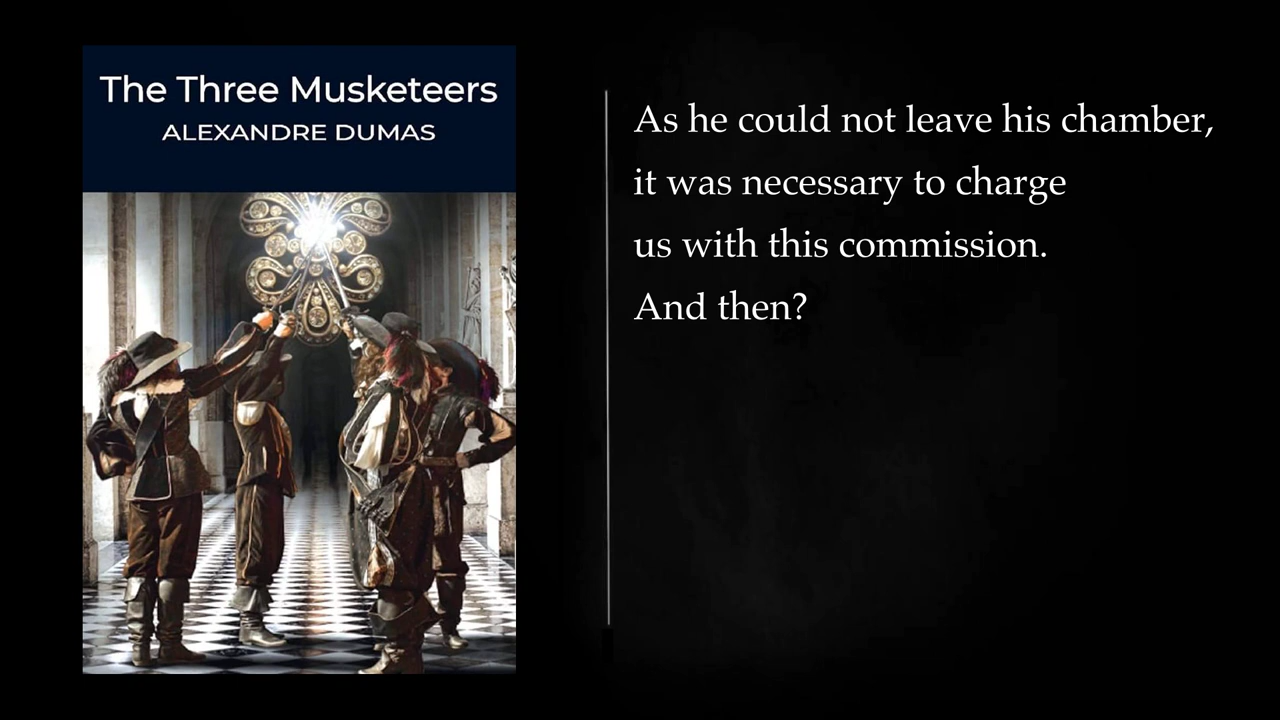 The Three Musketeers
ALEXANDRE DUMAS
As he could not leave his chamber,
it was necessary to charge
us with this commission.
And then?